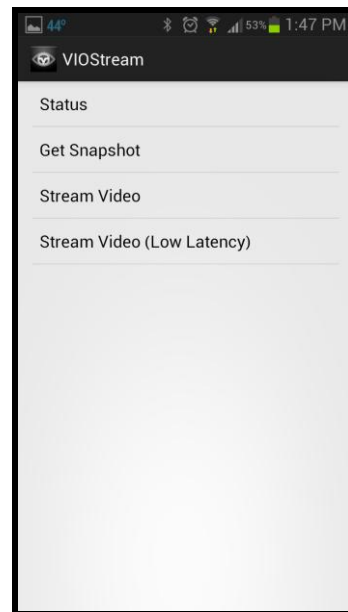 44° 53% 1:47 PM
VIOStream
Status
Get Snapshot
Stream Video
Stream Video (Low Latency)